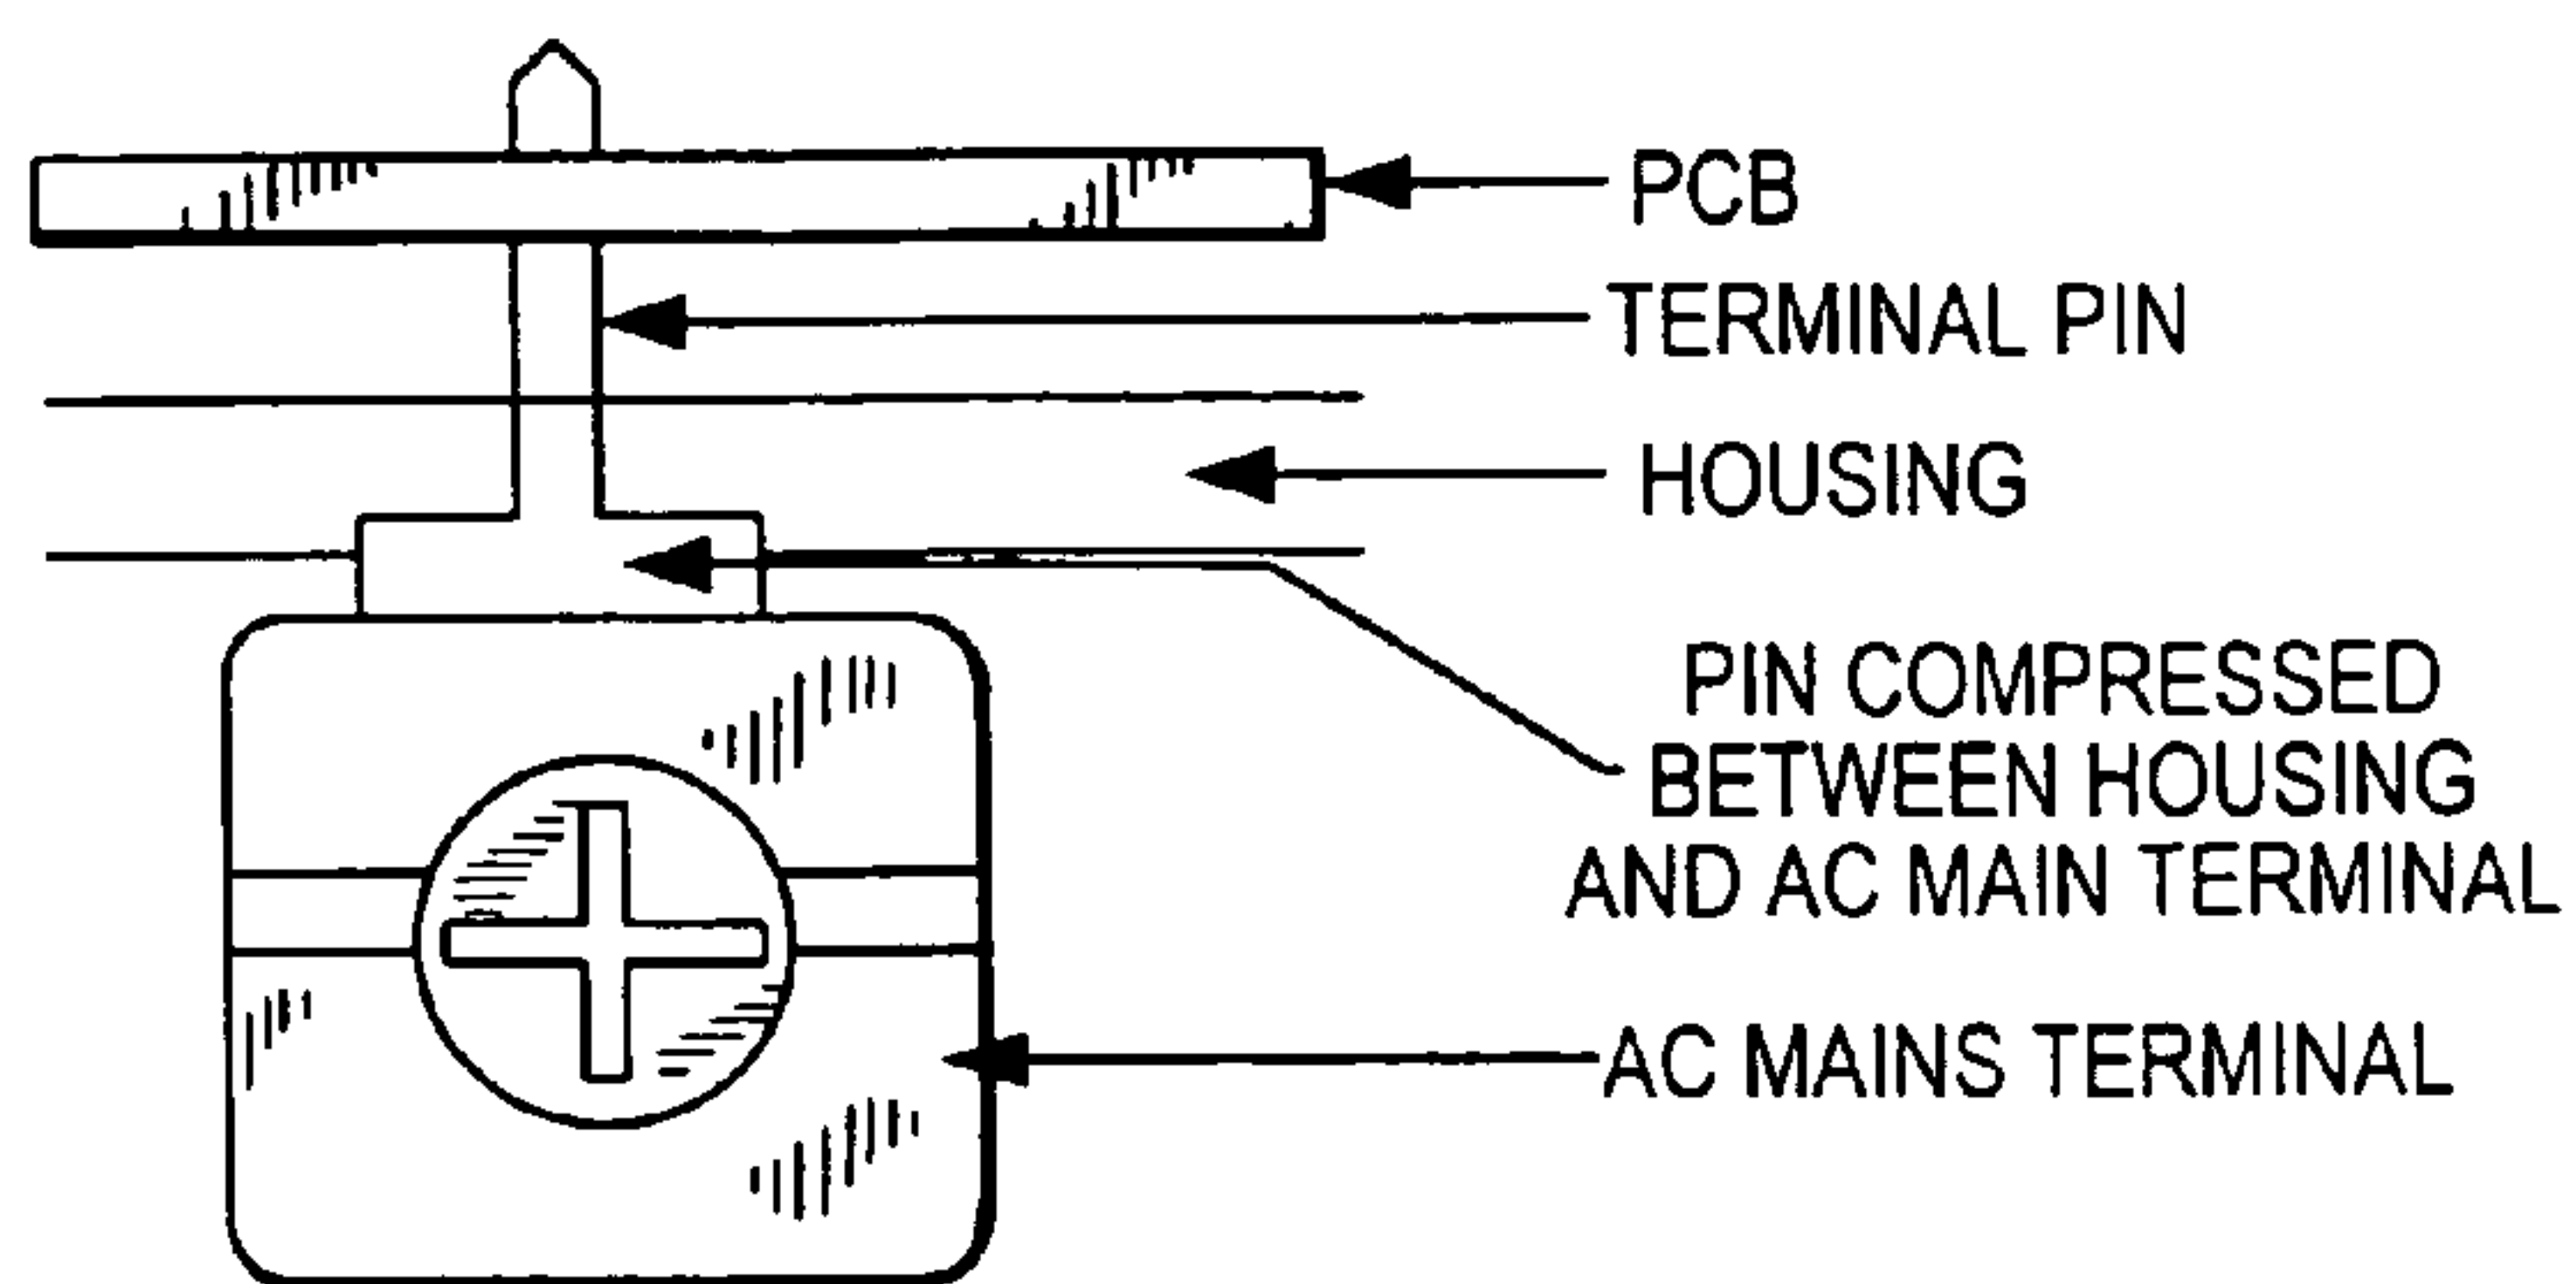 PCB
TERMINAL PIN
HOUSING
PIN COMPRESSED
BETWEEN HOUSING
AND AC MAIN TERMINAL
AC MAINS TERMINAL